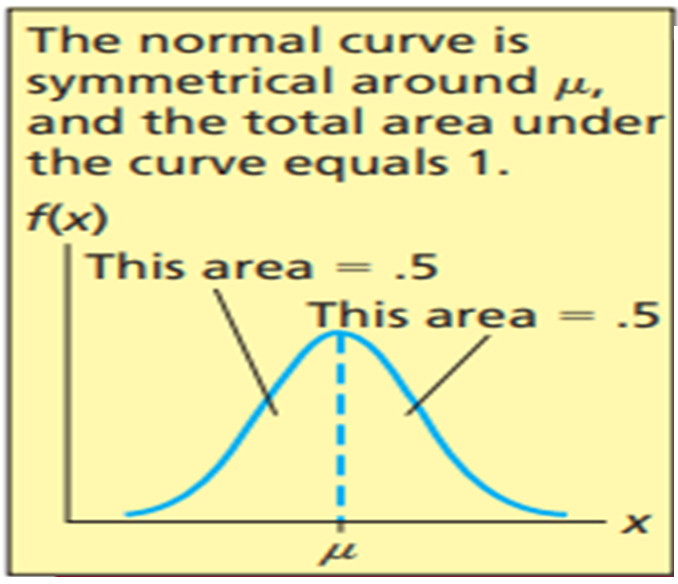 The normal curve is
symmetrical around μ,
and the total area under
the curve equals 1.
f(x)
This area = .5
This area = .5
x
μ